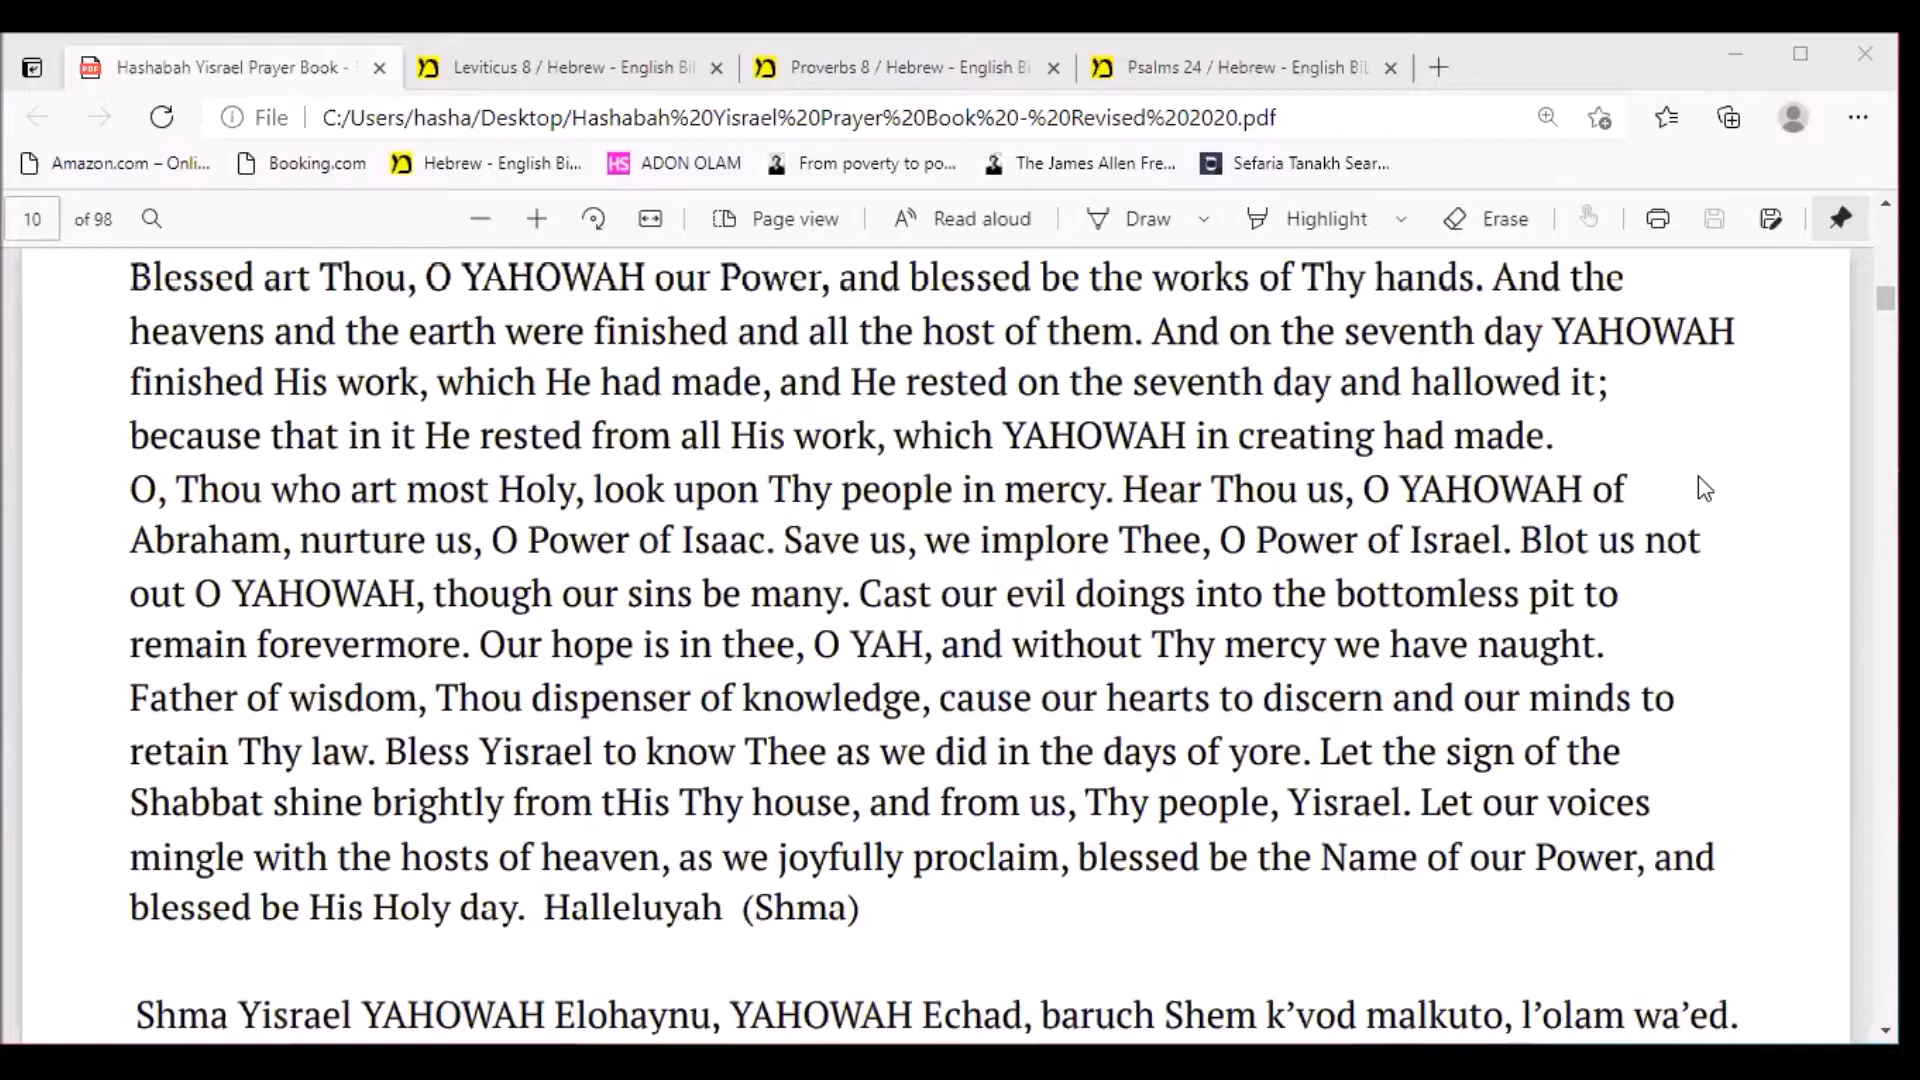 Hashabah Yisrael Prayer Book -
Leviticus 8 / Hebrew - English Bi
Proverbs 8 / Hebrew - English Bi
Psalms 24 / Hebrew - English Bib
File
C:/Users/hasha/Desktop/Hashabah%20Yisrael%20Prayer%20Book%20-%20Revised%202020.pdf
Amazon.com – Onli...
Booking.com
Hebrew - English Bi...
HS ADON OLAM
From poverty to po...
The James Allen Fre...
Sefaria Tanakh Sear...
10 of 98
Page view
Read aloud
Draw
Highlight
Erase
Blessed art Thou, O YAHOWAH our Power, and blessed be the works of Thy hands. And the
heavens and the earth were finished and all the host of them. And on the seventh day YAHOWAH
finished His work, which He had made, and He rested on the seventh day and hallowed it;
because that in it He rested from all His work, which YAHOWAH in creating had made.
O, Thou who art most Holy, look upon Thy people in mercy. Hear Thou us, O YAHOWAH of
Abraham, nurture us, O Power of Isaac. Save us, we implore Thee, O Power of Israel. Blot us not
out O YAHOWAH, though our sins be many. Cast our evil doings into the bottomless pit to
remain forevermore. Our hope is in thee, O YAH, and without Thy mercy we have naught.
Father of wisdom, Thou dispenser of knowledge, cause our hearts to discern and our minds to
retain Thy law. Bless Yisrael to know Thee as we did in the days of yore. Let the sign of the
Shabbat shine brightly from tHis Thy house, and from us, Thy people, Yisrael. Let our voices
mingle with the hosts of heaven, as we joyfully proclaim, blessed be the Name of our Power, and
blessed be His Holy day.  Halleluyah  (Shma)
Shma Yisrael YAHOWAH Elohaynu, YAHOWAH Echad, baruch Shem k’vod malkuto, l’olam wa’ed.